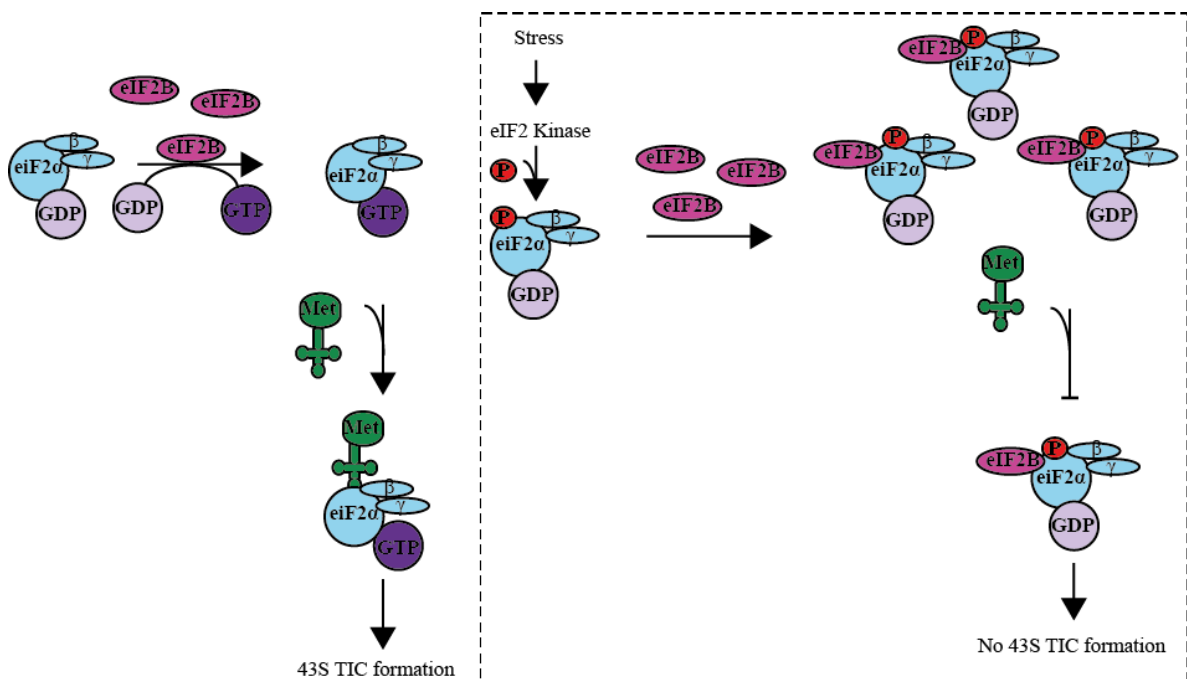 eIF2B
eIF2B
eIF2B
eiF2α
β
γ
GDP
GDP
GTP
eiF2α
β
γ
GTP
Met
Met
eiF2α
β
γ
GTP
43S TIC formation
Stress
eIF2 Kinase
P
P
eiF2α
β
γ
GDP
eIF2B
eIF2B
eIF2B
eIF2B
P
eiF2α
β
γ
GDP
eIF2B
P
eiF2α
β
γ
GDP
eIF2B
P
eiF2α
β
γ
GDP
Met
eIF2B
P
eiF2α
β
γ
GDP
No 43S TIC formation